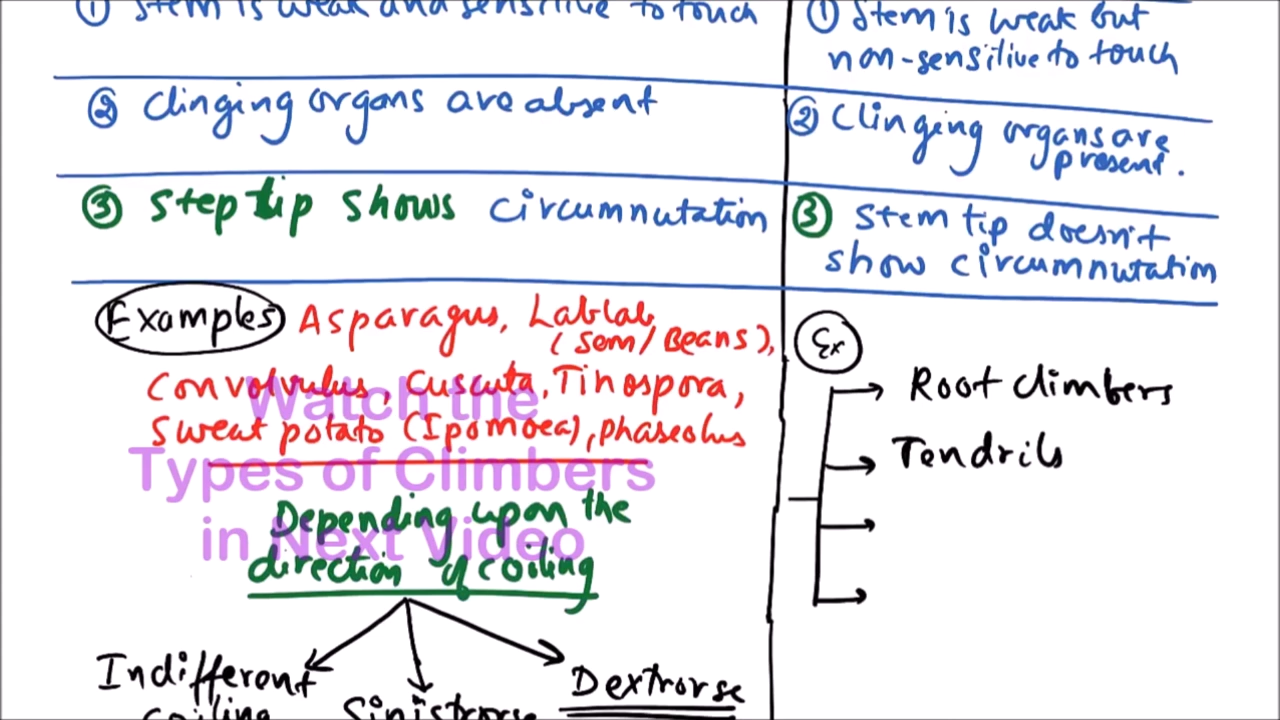 ① Stem is weak and sensitive to touch
② Clinging organs are absent
③ Step tip shows circumnutation
Examples Asparagus, Lablab
(Sem/Beans),
Convolvulus, Cuscuta, Tinospora,
Sweat potato (Ipomoea), phaseolus
Watch the
Types of Climbers
in Next Video
Depending upon the
direction of coiling
Indifferent
coiling
Sinistrorse
Dextrorse
① Stem is weak but
non-sensitive to touch
② Clinging organs are
present.
③ Stem tip doesn't
show circumnutation
Ex
Root climbers
Tendrils